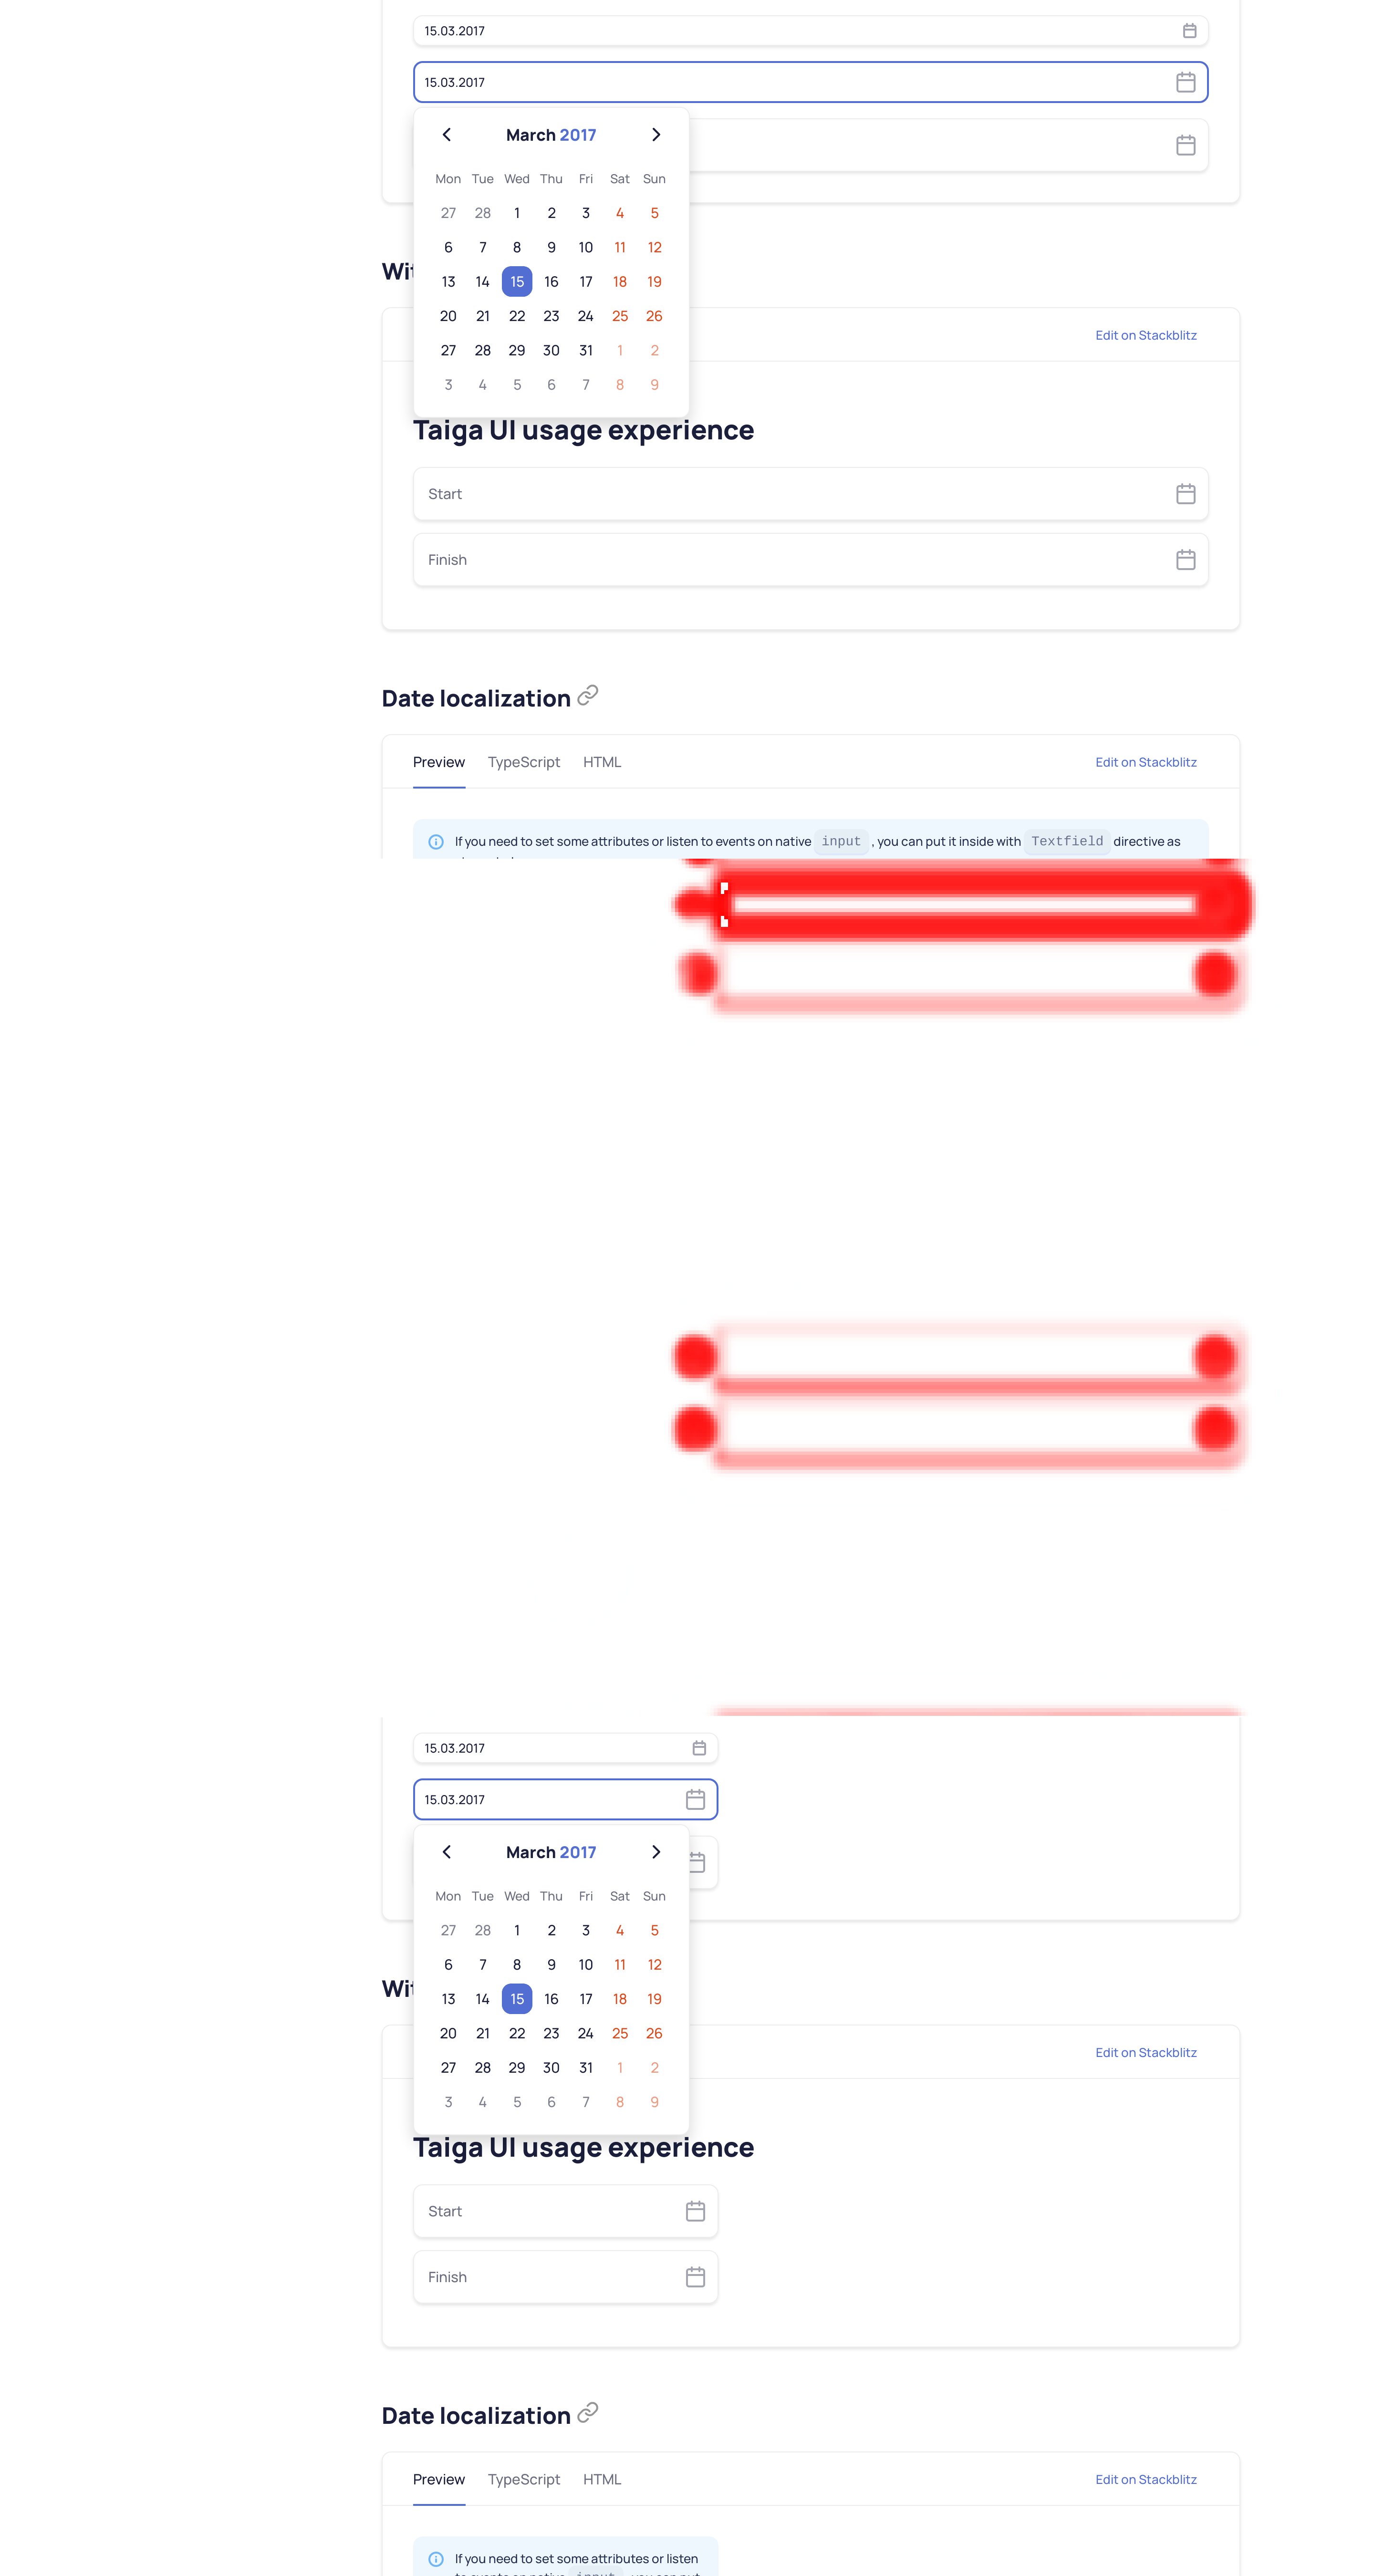 15.03.2017
15.03.2017
March 2017
Mon Tue Wed Thu Fri Sat Sun
27 28 1 2 3 4 5
6 7 8 9 10 11 12
13 14 15 16 17 18 19
20 21 22 23 24 25 26
27 28 29 30 31 1 2
3 4 5 6 7 8 9
Edit on Stackblitz
Taiga UI usage experience
Start
Finish
Date localization
Preview TypeScript HTML Edit on Stackblitz
If you need to set some attributes or listen to events on native input , you can put it inside with Textfield directive as
15.03.2017
15.03.2017
March 2017
Mon Tue Wed Thu Fri Sat Sun
27 28 1 2 3 4 5
6 7 8 9 10 11 12
13 14 15 16 17 18 19
20 21 22 23 24 25 26
27 28 29 30 31 1 2
3 4 5 6 7 8 9
Edit on Stackblitz
Taiga UI usage experience
Start
Finish
Date localization
Preview TypeScript HTML Edit on Stackblitz
If you need to set some attributes or listen